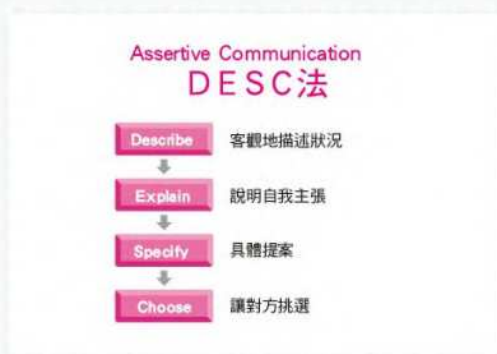 Assertive Communication
DESC法
Describe 客觀地描述狀況
Explain 說明自我主張
Specify 具體提案
Choose 讓對方挑選